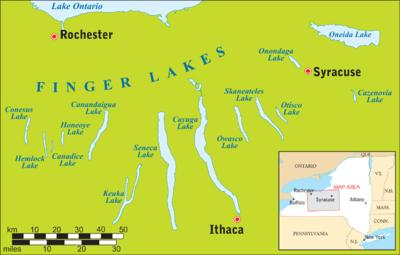 Lake Ontario
Rochester
Oneida Lake
Onondaga
Lake
Syracuse
FINGER LAKES
Cazenovia
Lake
Conesus
Lake
Canandaigua
Lake
Honeoye
Lake
Hemlock
Lake
Canadice
Lake
Skaneateles
Lake
Otisco
Lake
Cayuga
Lake
Owasco
Lake
Seneca
Lake
Keuka
Lake
Ithaca
km 10 20 30 40 50
miles 10 20 30
ONTARIO
QUE.
VT.
N.H.
MAP AREA
Rochester
Syracuse
Buffalo
Albany
MASS.
CONN.
PENNSYLVANIA
N.J.
New York